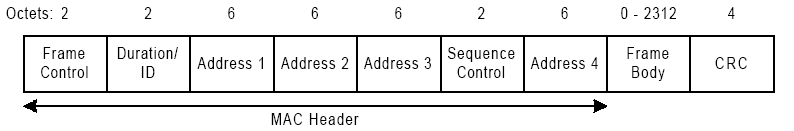 Octets: 2 2 6 6 6 2 6 0 - 2312 4
Frame Control Duration/ ID Address 1 Address 2 Address 3 Sequence Control Address 4 Frame Body CRC
MAC Header